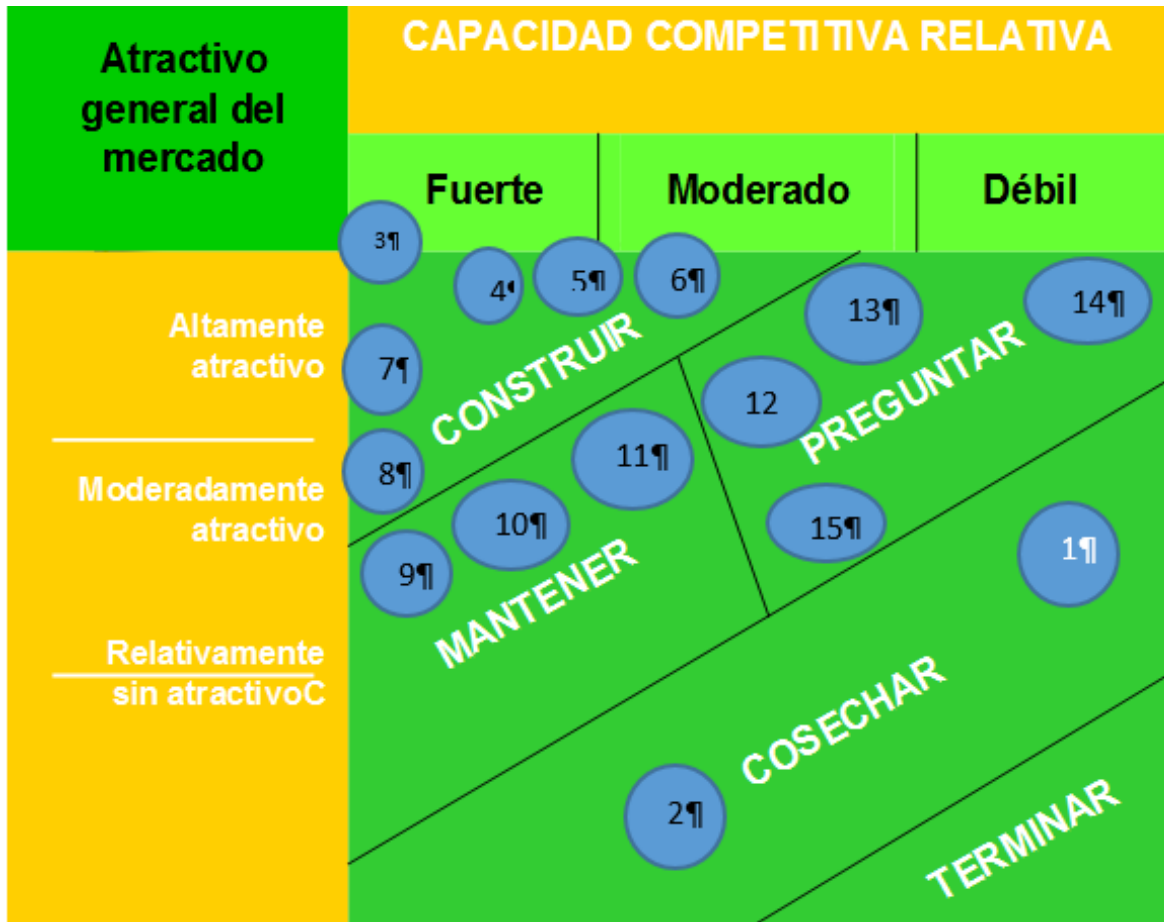 Atractivo
general del
mercado
CAPACIDAD COMPETITIVA RELATIVA
Fuerte
Moderado
Débil
Altamente
atractivo
Moderadamente
atractivo
Relativamente
sin atractivoC
3¶
4¶
5¶
6¶
7¶
8¶
9¶
10¶
11¶
12
13¶
14¶
15¶
1¶
2¶
CONSTRUIR
MANTENER
PREGUNTAR
COSECHAR
TERMINAR